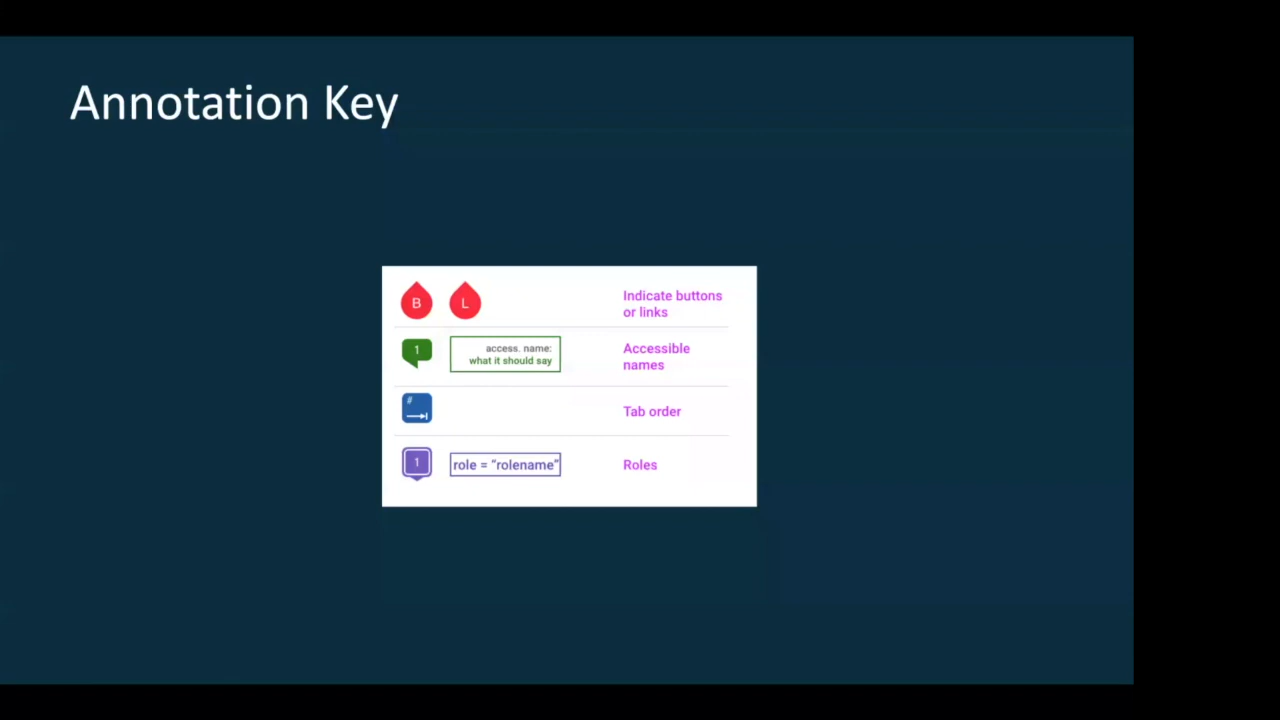 Annotation Key
B L Indicate buttons
or links
1 access. name:
what it should say
Accessible
names
#
Tab order
1 role = “rolename” Roles